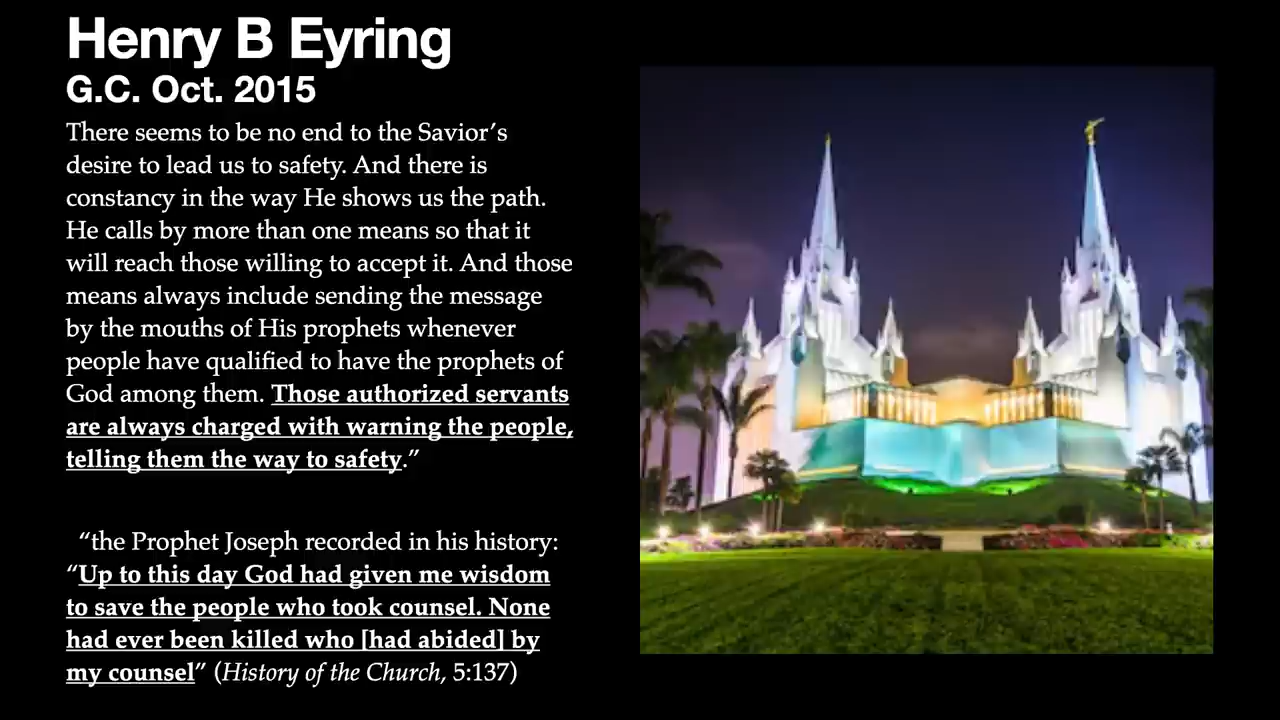 Henry B Eyring
G.C. Oct. 2015
There seems to be no end to the Savior’s
desire to lead us to safety. And there is
constancy in the way He shows us the path.
He calls by more than one means so that it
will reach those willing to accept it. And those
means always include sending the message
by the mouths of His prophets whenever
people have qualified to have the prophets of
God among them. Those authorized servants
are always charged with warning the people,
telling them the way to safety.”
“the Prophet Joseph recorded in his history:
“Up to this day God had given me wisdom
to save the people who took counsel. None
had ever been killed who [had abided] by
my counsel” (History of the Church, 5:137)